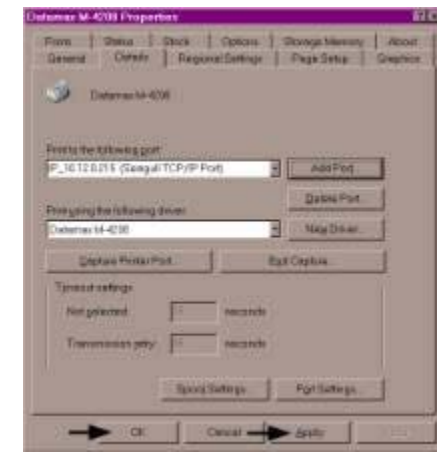 Datamax M-4208 Properties
Fonts Status Stock Options Storage Memory About
General Details Regional Settings Page Setup Graphics
Datamax M-4208
Print to the following port:
(Seagull TCP/IP Port)
Add Port...
Delete Port...
Print using the following driver:
Datamax M-4208
New Driver...
Capture Printer Port...
End Capture...
Timeout settings
Not selected:
seconds
Transmission retry:
seconds
Spool Settings...
Port Settings...
OK
Cancel
Apply